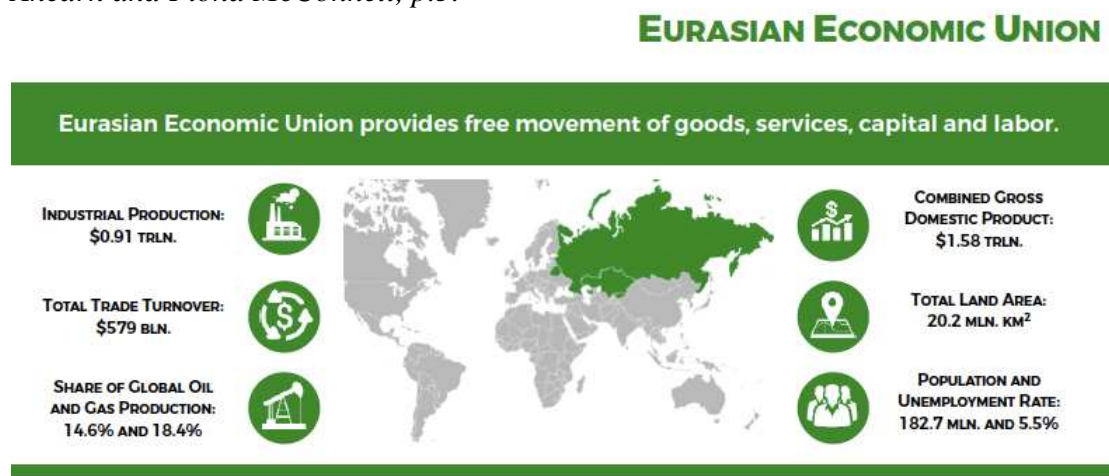 and Fiona McConnell,
EURASIAN ECONOMIC UNION
Eurasian Economic Union provides free movement of goods, services, capital and labor.
INDUSTRIAL PRODUCTION:
$0.91 TRLN.
TOTAL TRADE TURNOVER:
$579 BLN.
SHARE OF GLOBAL OIL
AND GAS PRODUCTION:
14.6% AND 18.4%
COMBINED GROSS
DOMESTIC PRODUCT:
$1.58 TRLN.
TOTAL LAND AREA:
20.2 MLN. KM²
POPULATION AND
UNEMPLOYMENT RATE:
182.7 MLN. AND 5.5%